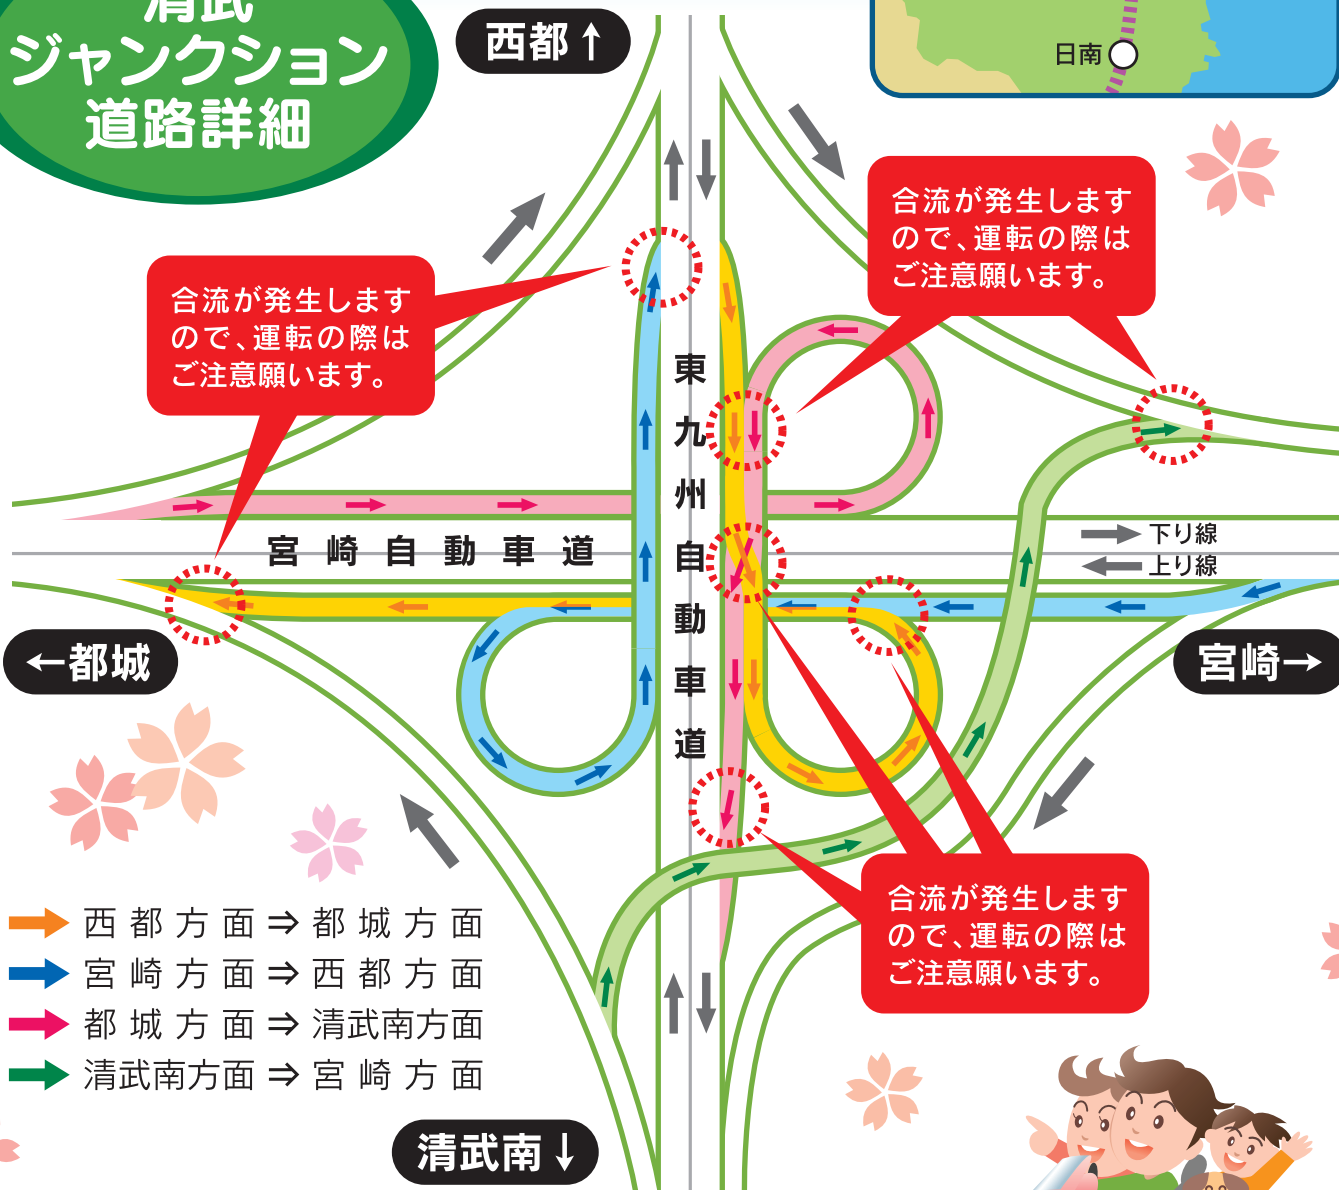 清武
ジャンクション
道路詳細
西都↑
日南
合流が発生します
ので、運転の際は
ご注意願います。
合流が発生します
ので、運転の際は
ご注意願います。
東九州自動車道
宮崎自動車道
下り線
上り線
←都城
宮崎→
合流が発生します
ので、運転の際は
ご注意願います。
西都方面⇒都城方面
宮崎方面⇒西都方面
都城方面⇒清武南方面
清武南方面⇒宮崎方面
清武南↓